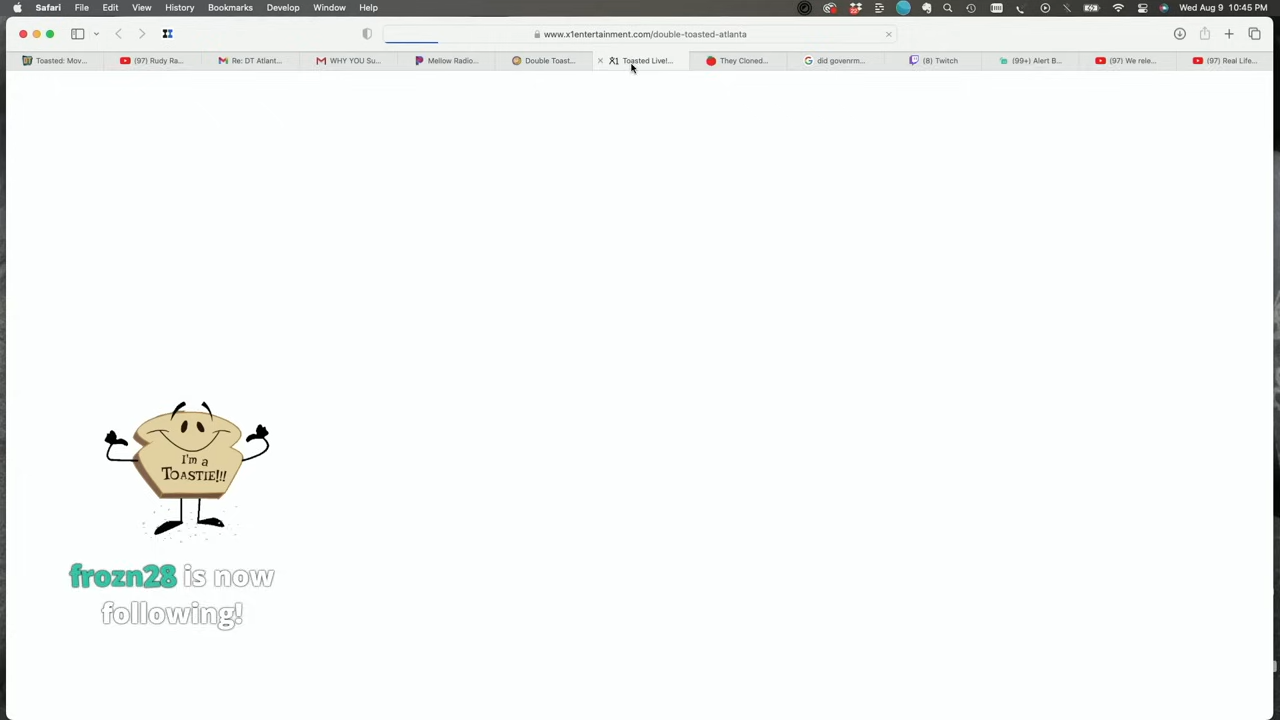 Safari File Edit View History Bookmarks Develop Window Help Wed Aug 9 10:45 PM
www.x1entertainment.com/double-toasted-atlanta
Toasted: Mov... (97) Rudy Ra... Re: DT Atlant... WHY YOU Su... Mellow Radio... Double Toast... Toasted Live!... They Cloned... did govenrm... (8) Twitch (99+) Alert B... (97) We rele... (97) Real Life...
I'm a
TOASTIE!!!
frozn28 is now
following!